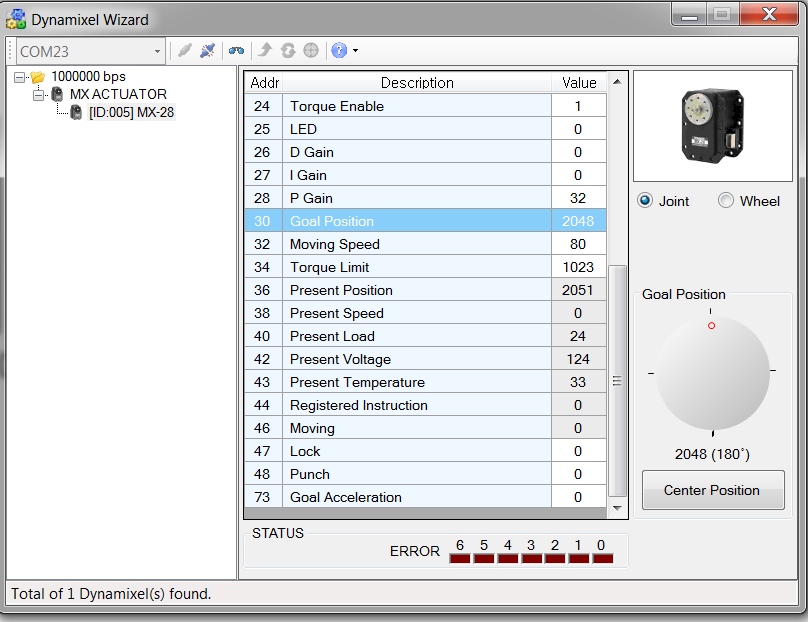 Dynamixel Wizard
COM23
1000000 bps
MX ACTUATOR
[ID:005] MX-28
Addr Description Value
24 Torque Enable 1
25 LED 0
26 D Gain 0
27 I Gain 0
28 P Gain 32
30 Goal Position 2048
32 Moving Speed 80
34 Torque Limit 1023
36 Present Position 2051
38 Present Speed 0
40 Present Load 24
42 Present Voltage 124
43 Present Temperature 33
44 Registered Instruction 0
46 Moving 0
47 Lock 0
48 Punch 0
73 Goal Acceleration 0
Joint Wheel
Goal Position
2048 (180˚)
Center Position
STATUS
ERROR 6 5 4 3 2 1 0
Total of 1 Dynamixel(s) found.